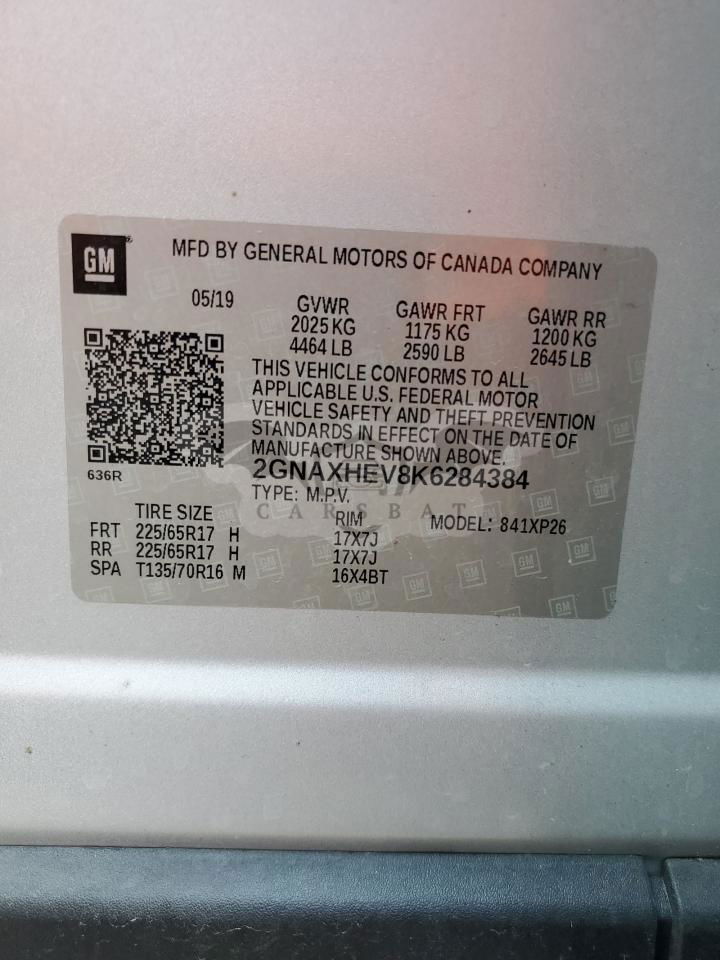 GM
MFD BY GENERAL MOTORS OF CANADA COMPANY
05/19 GVWR GAWR FRT GAWR RR
2025 KG 1175 KG 1200 KG
4464 LB 2590 LB 2645 LB
THIS VEHICLE CONFORMS TO ALL
APPLICABLE U.S. FEDERAL MOTOR
VEHICLE SAFETY AND THEFT PREVENTION
STANDARDS IN EFFECT ON THE DATE OF
MANUFACTURE SHOWN ABOVE.
636R 2GNAXHEV8K6284384
TYPE: M.P.V.
CARSBAT
TIRE SIZE RIM MODEL: 841XP26
FRT 225/65R17 H 17X7J
RR 225/65R17 H 17X7J
SPA T135/70R16 M 16X4BT